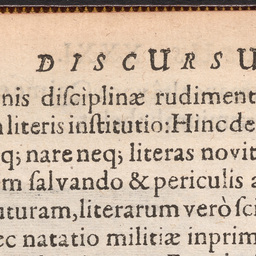 DISCURSU
nis diſciplinæ rudiment
literis inſtitutio: Hinc de
q; nare neq; literas novit
m ſalvando & periculis a
uturam, literarum verò ſci
ec natatio militiæ inprim